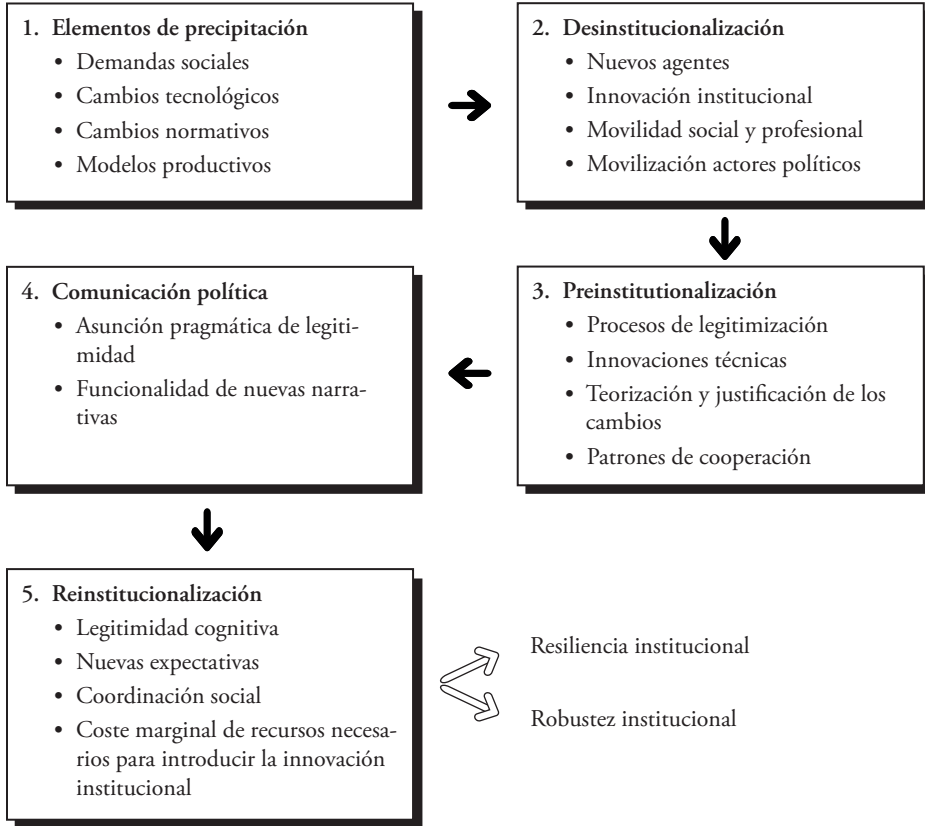 1. Elementos de precipitación
• Demandas sociales
• Cambios tecnológicos
• Cambios normativos
• Modelos productivos
2. Desinstitucionalización
• Nuevos agentes
• Innovación institucional
• Movilidad social y profesional
• Movilización actores políticos
3. Preinstitutionalización
• Procesos de legitimización
• Innovaciones técnicas
• Teorización y justificación de los
cambios
• Patrones de cooperación
4. Comunicación política
• Asunción pragmática de legiti-
midad
• Funcionalidad de nuevas narra-
tivas
5. Reinstitucionalización
• Legitimidad cognitiva
• Nuevas expectativas
• Coordinación social
• Coste marginal de recursos necesa-
rios para introducir la innovación
institucional
Resiliencia institucional
Robustez institucional